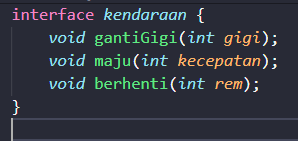 interface kendaraan {
    void gantiGigi(int gigi);
    void maju(int kecepatan);
    void berhenti(int rem);
}